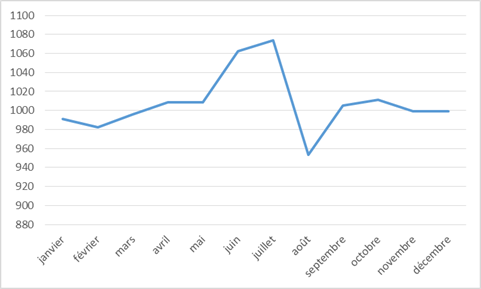 1100
1080
1060
1040
1020
1000
980
960
940
920
900
880
janvier
février
mars
avril
mai
juin
juillet
août
septembre
octobre
novembre
décembre